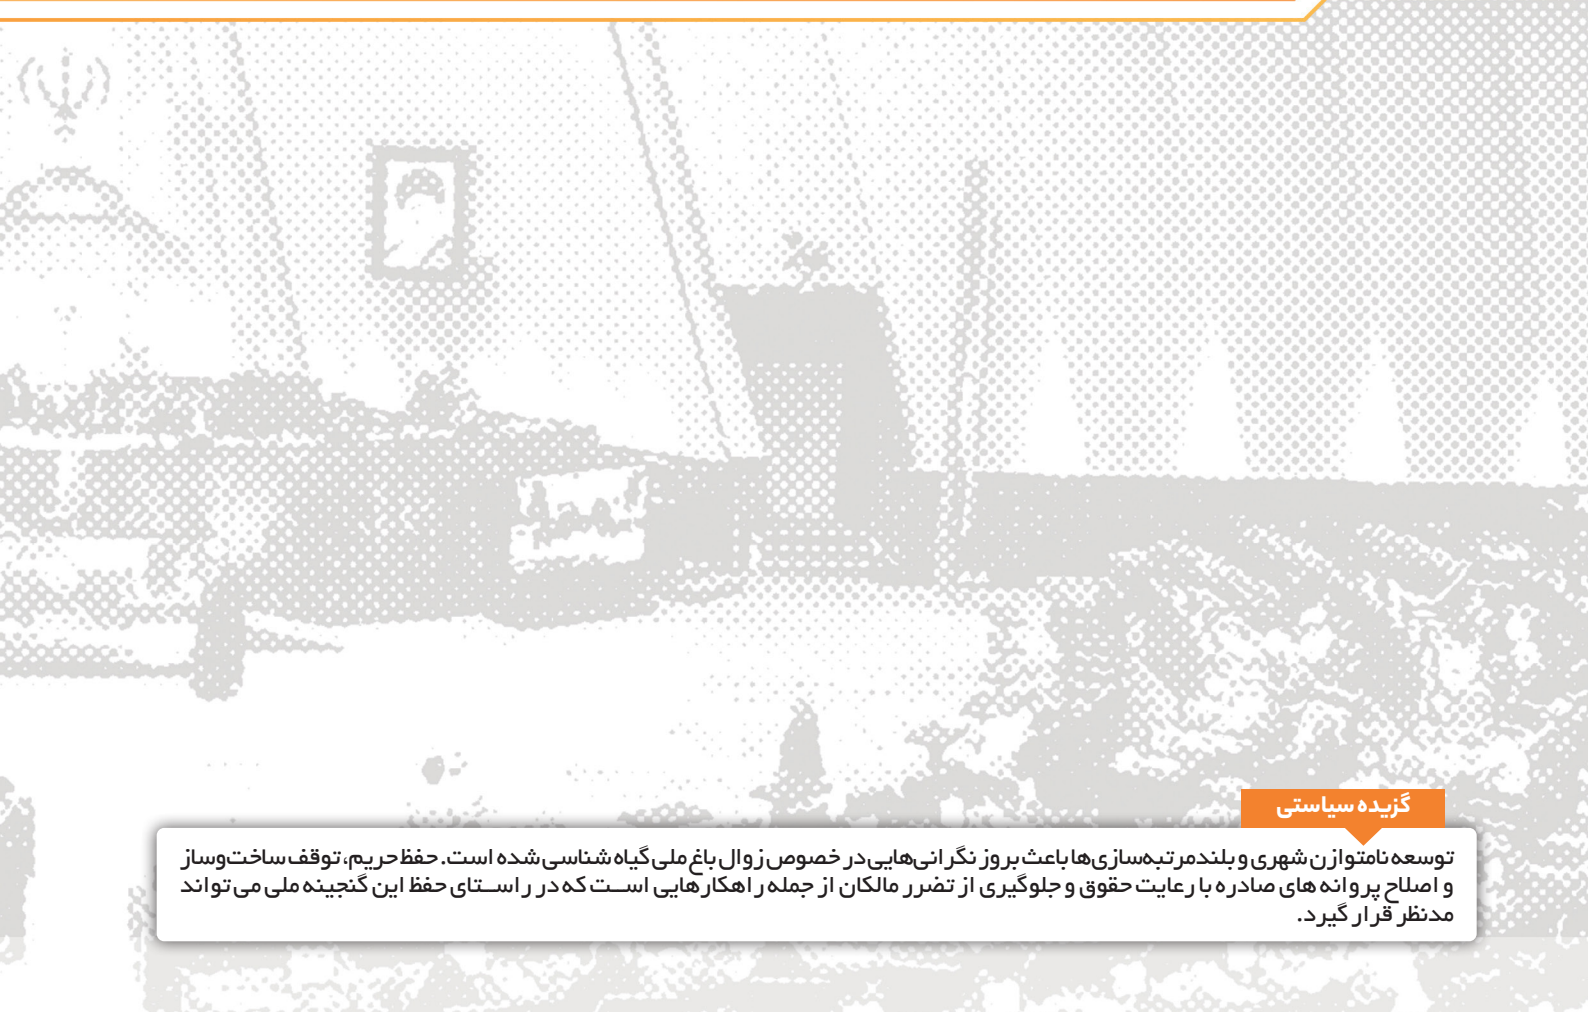 گزیده سیاستی
توسعه نامتوازن شهری و بلندمرتبه‌سازی‌ها باعث بروز نگرانی‌هایی در خصوص زوال باغ ملی گیاه‌شناسی شده است. حفظ حریم، توقف ساخت‌وساز
و اصلاح پروانه های صادره با رعایت حقوق و جلوگیری از تضرر مالکان از جمله راهکارهایی اســت که در راســتای حفظ این گنجینه ملی می تواند
مدنظر قرار گیرد.